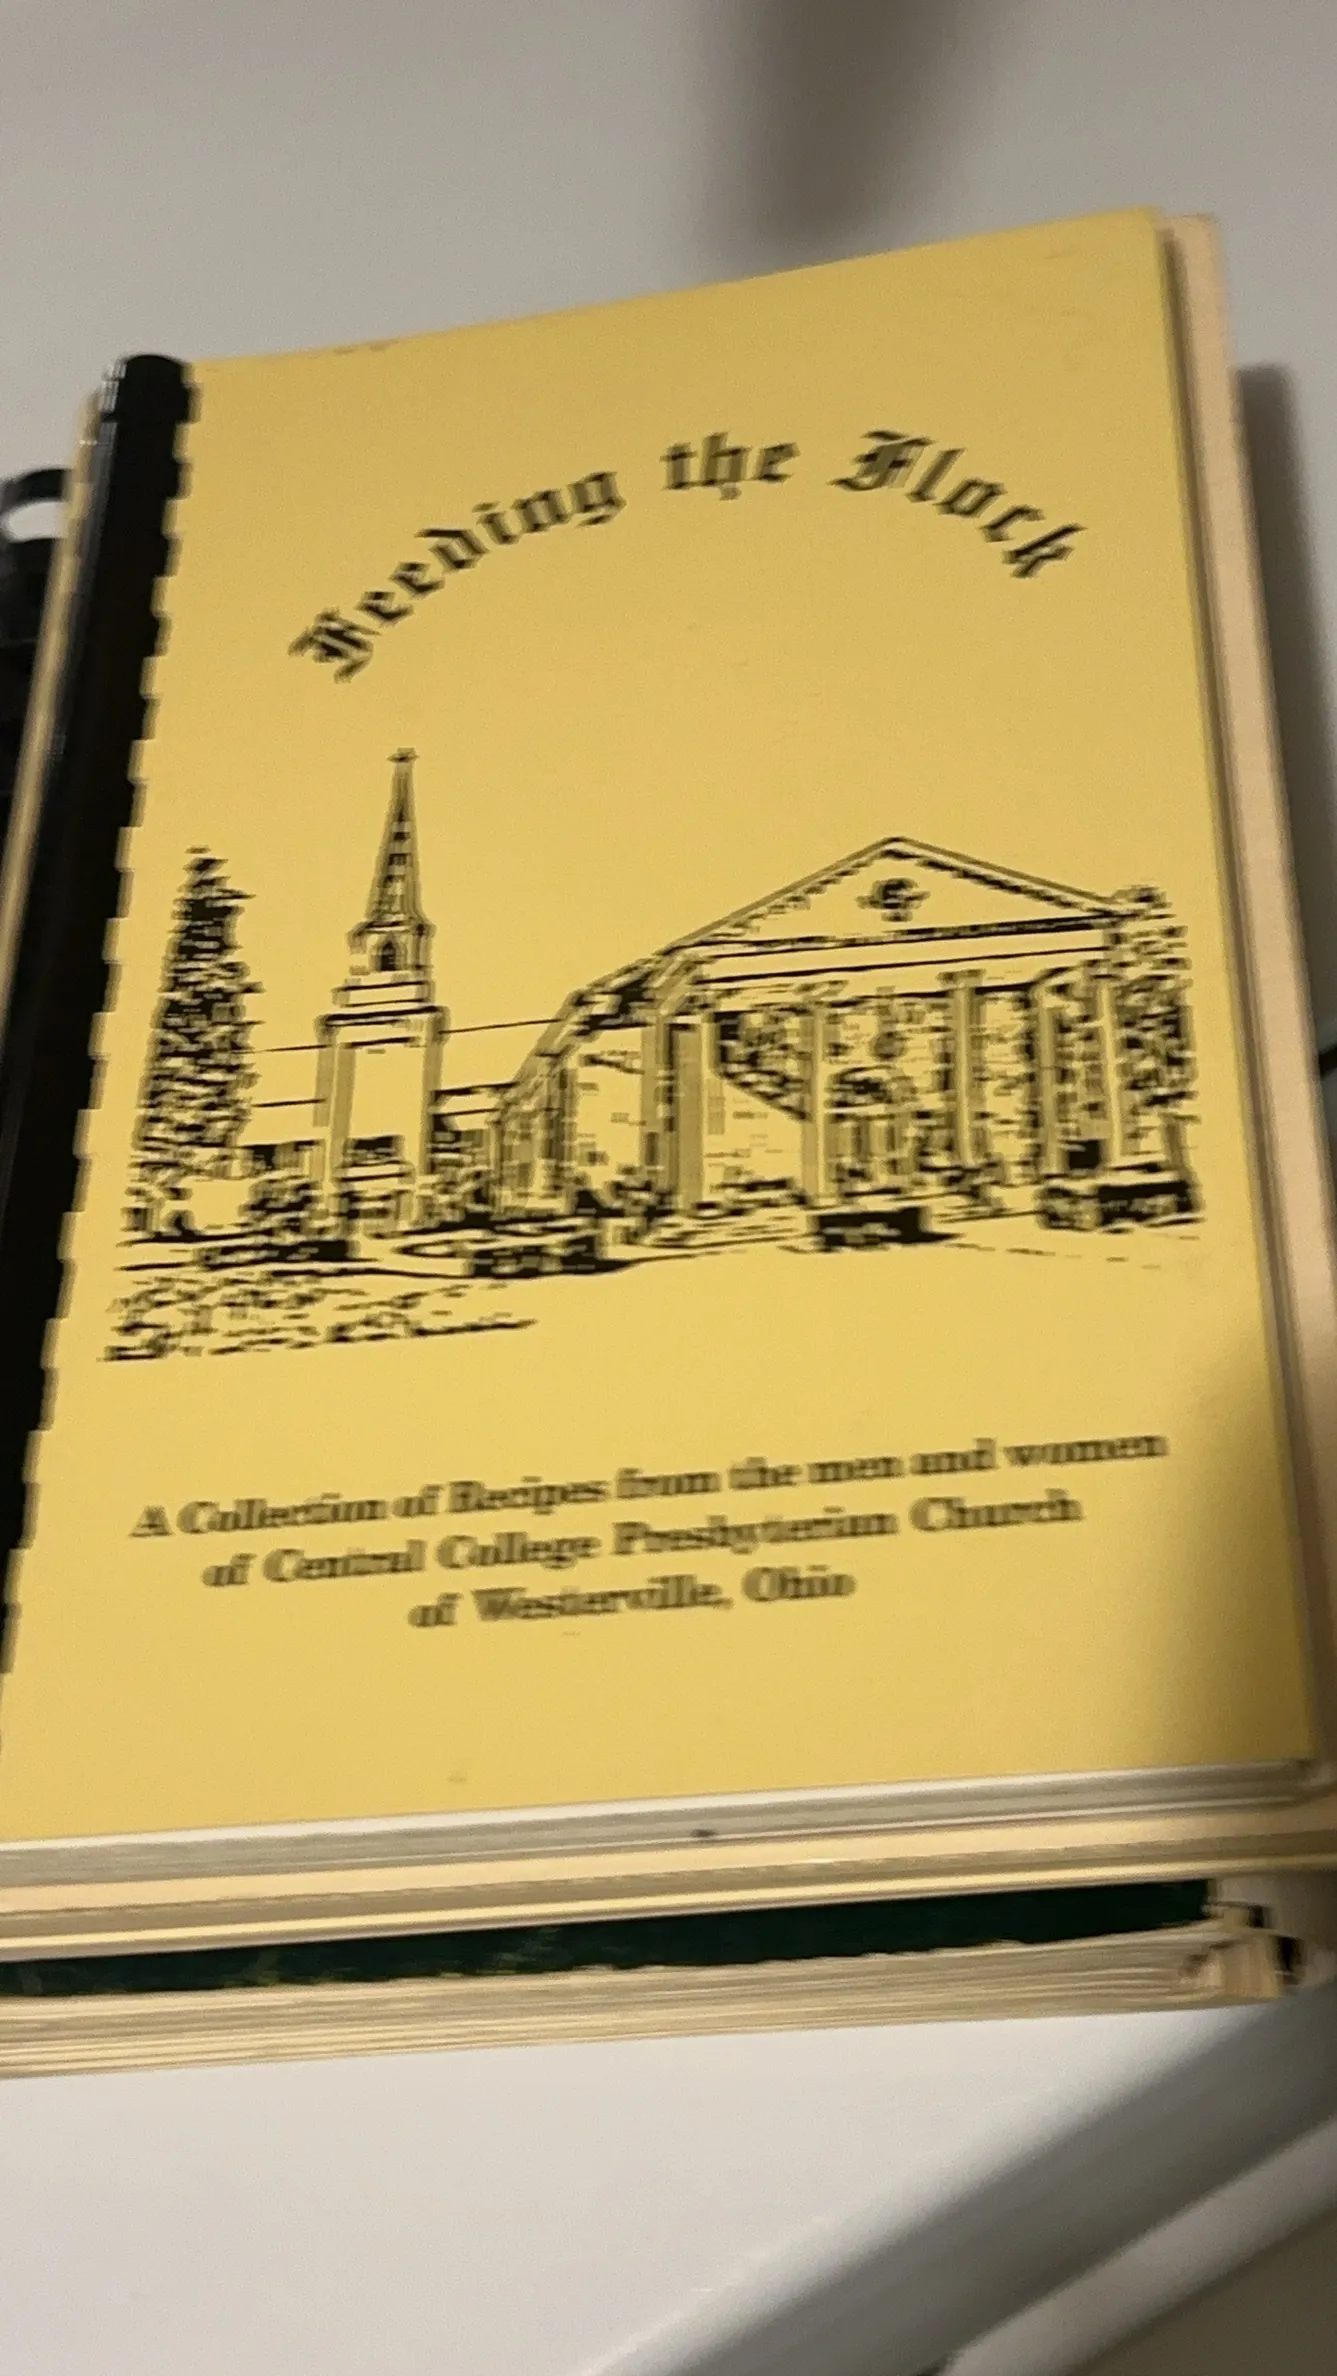 Feeding the Flock
A Collection of Recipes from the men and women
of Central College Presbyterian Church
of Westerville, Ohio